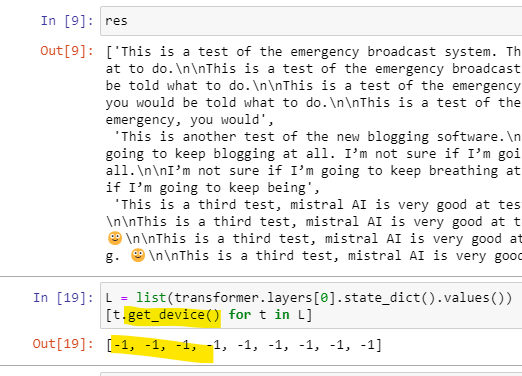 In [9]: res
Out[9]: ['This is a test of the emergency broadcast system. Th
at to do.\n\nThis is a test of the emergency broadcast
be told what to do.\n\nThis is a test of the emergency
you would be told what to do.\n\nThis is a test of the
emergency, you would',
'This is another test of the new blogging software.\n
going to keep blogging at all. I’m not sure if I’m goi
all.\n\nI’m not sure if I’m going to keep breathing at
if I’m going to keep being',
'This is a third test, mistral AI is very good at tes
\n\nThis is a third test, mistral AI is very good at t
🙂\n\nThis is a third test, mistral AI is very good at
g. 🙂\n\nThis is a third test, mistral AI is very good
In [19]: L = list(transformer.layers[0].state_dict().values())
[t.get_device() for t in L]
Out[19]: [-1, -1, -1, -1, -1, -1, -1, -1, -1]